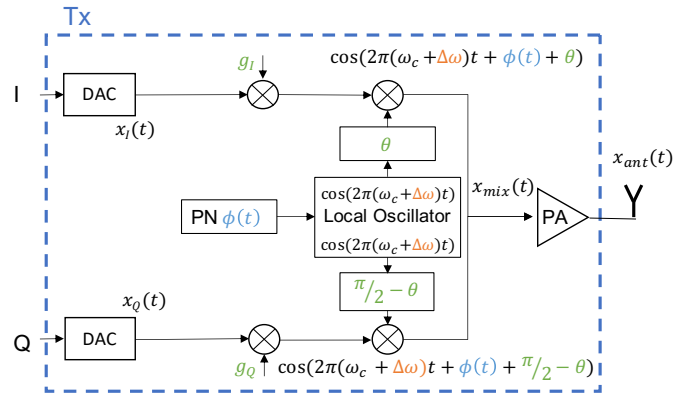 Tx
g_I
cos(2π(ω_c +Δω)t + ϕ(t) + θ)
I
DAC
x_I(t)
θ
x_ant(t)
PN ϕ(t)
cos(2π(ω_c +Δω)t)
Local Oscillator
cos(2π(ω_c +Δω)t)
x_mix(t)
PA
π/2 − θ
x_Q(t)
Q
DAC
g_Q
cos(2π(ω_c + Δω)t + ϕ(t) + π/2 − θ)